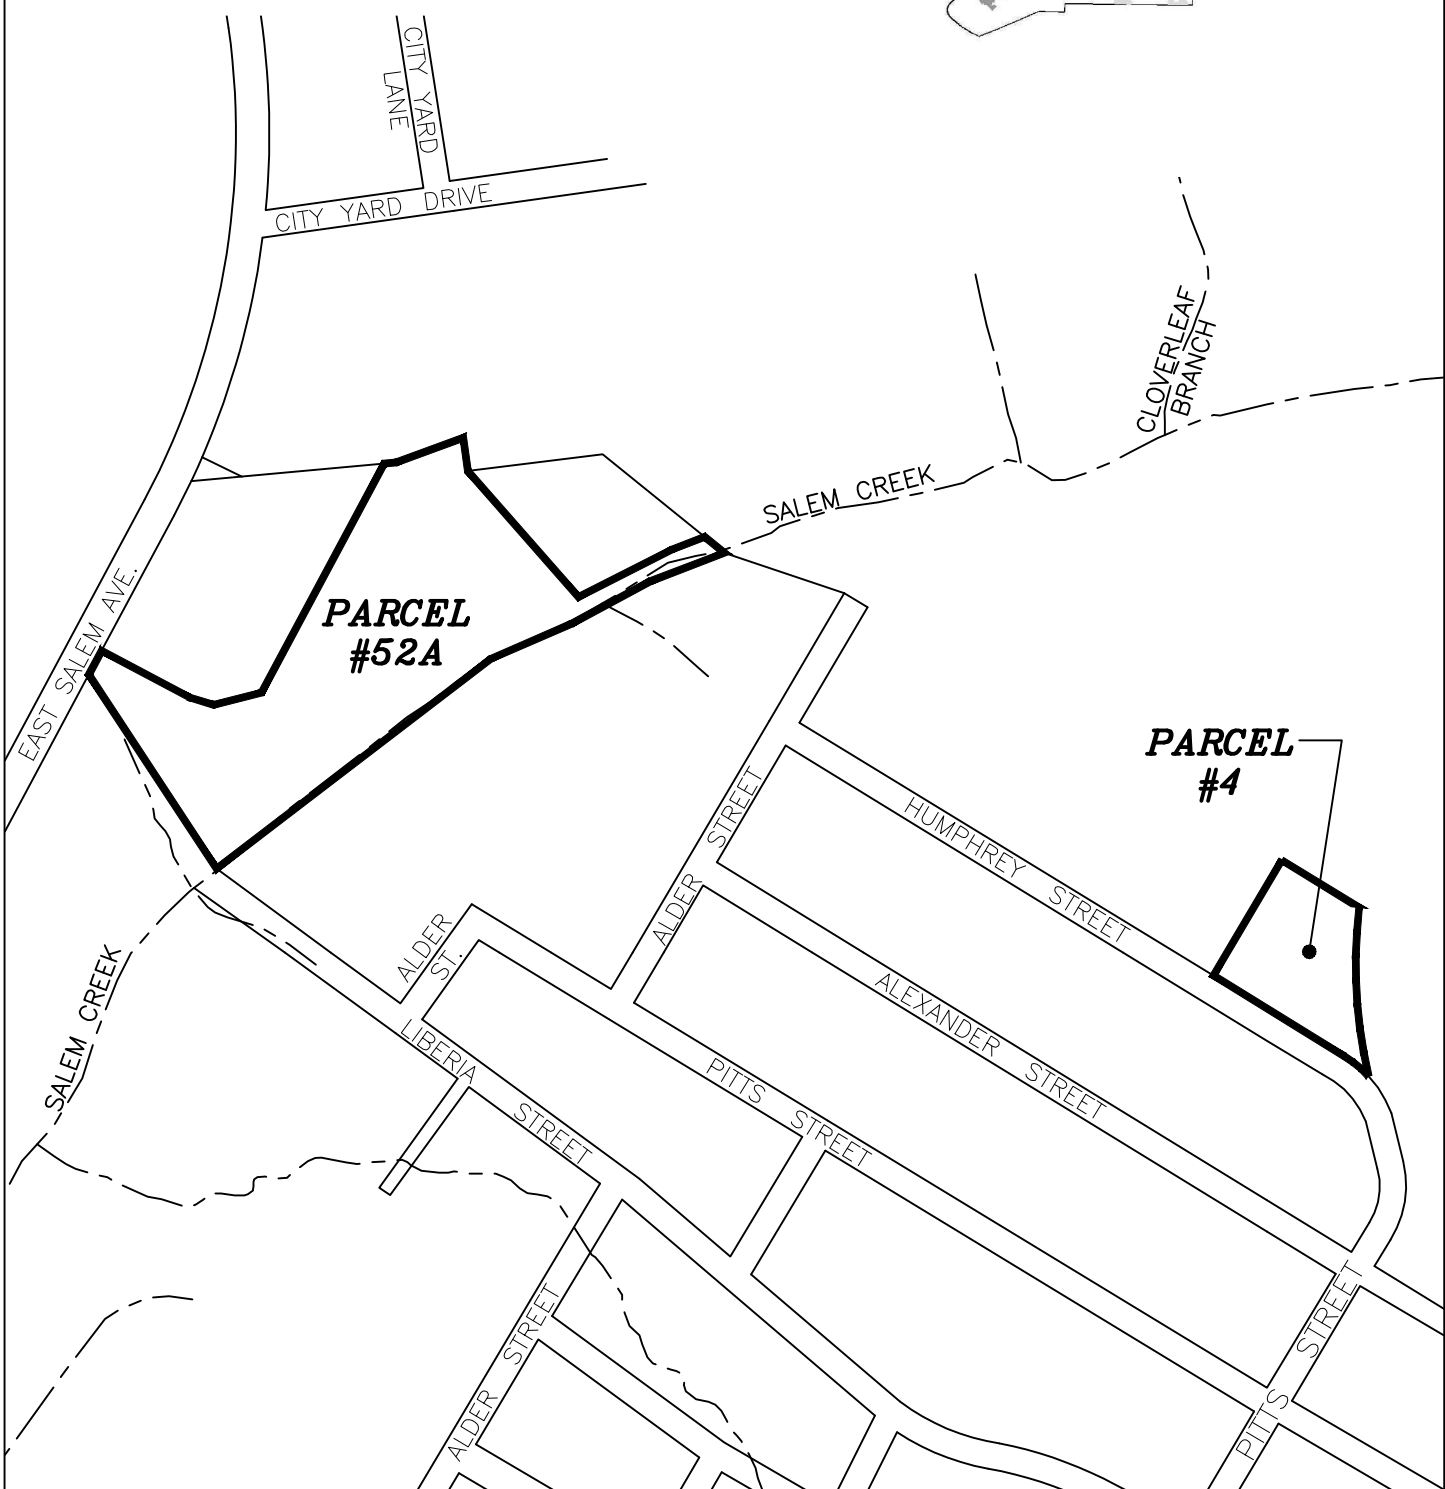 CITY YARD
LANE
CITY YARD DRIVE
CLOVERLEAF
BRANCH
SALEM CREEK
EAST SALEM AVE.
PARCEL
#52A
PARCEL
#4
HUMPHREY STREET
ALDER STREET
ALDER
ST.
SALEM CREEK
ALEXANDER STREET
LIBERIA STREET
PITTS STREET
ALDER STREET
PITTS STREET